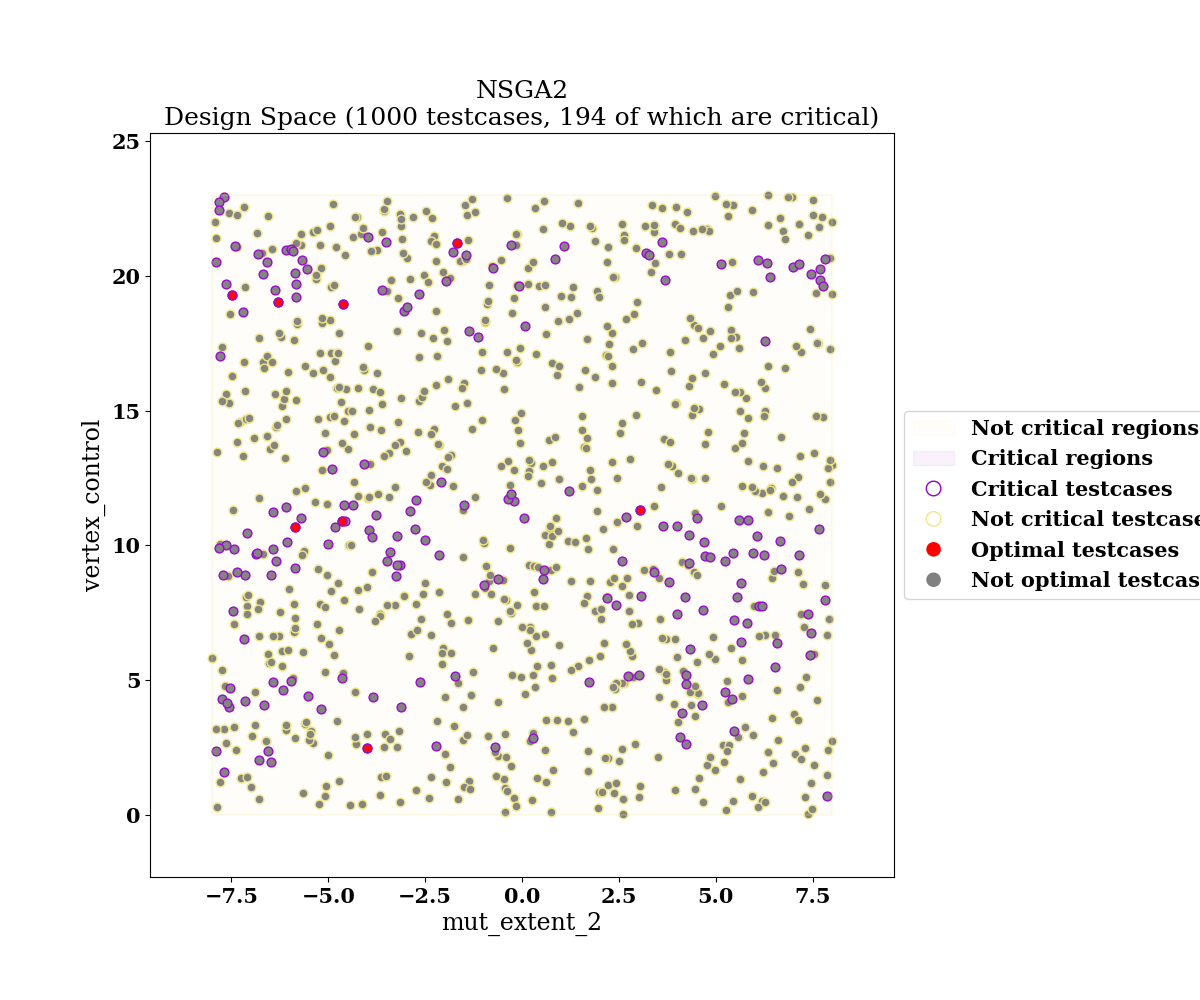 NSGA2
Design Space (1000 testcases, 194 of which are critical)
25
20
15
10
5
0
vertex_control
−7.5
−5.0
−2.5
0.0
2.5
5.0
7.5
mut_extent_2
Not critical regions
Critical regions
Critical testcases
Not critical testcase
Optimal testcases
Not optimal testcas